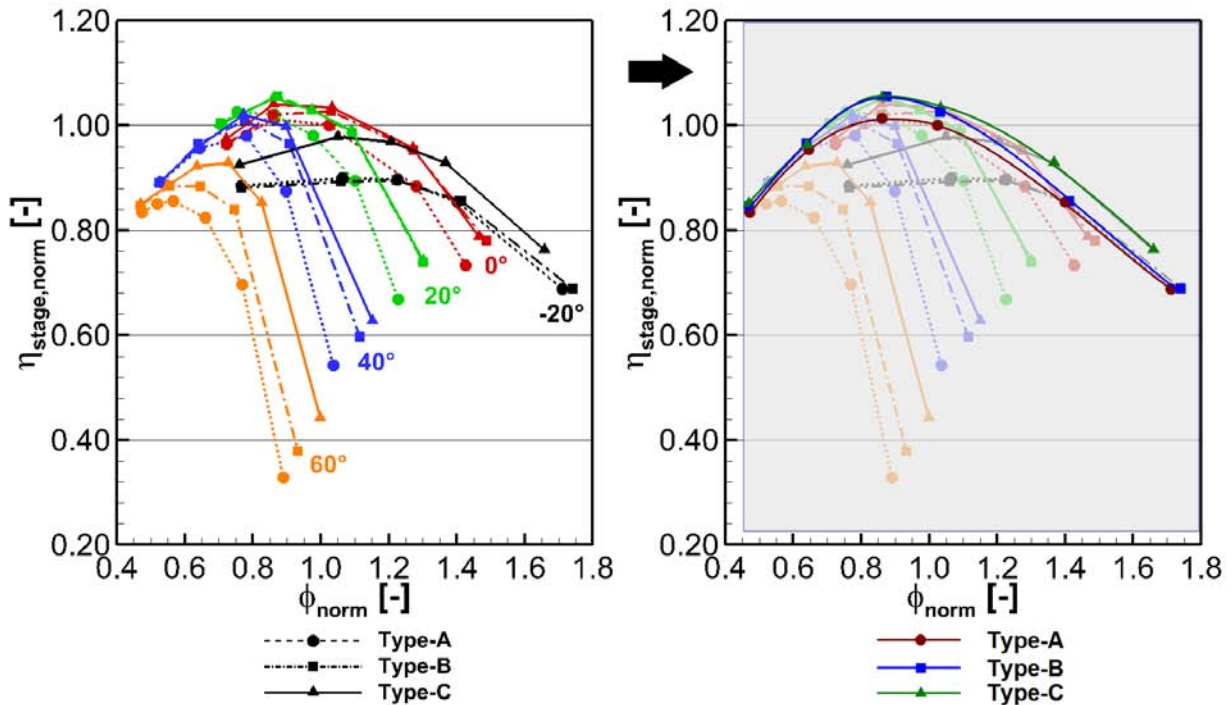 1.20
1.00
0.80
0.60
0.40
0.20
ηstage,norm [-]
0.4 0.6 0.8 1.0 1.2 1.4 1.6 1.8
ϕnorm [-]
0°
20°
-20°
40°
60°
Type-A
Type-B
Type-C
1.20
1.00
0.80
0.60
0.40
0.20
ηstage,norm [-]
0.4 0.6 0.8 1.0 1.2 1.4 1.6 1.8
ϕnorm [-]
Type-A
Type-B
Type-C